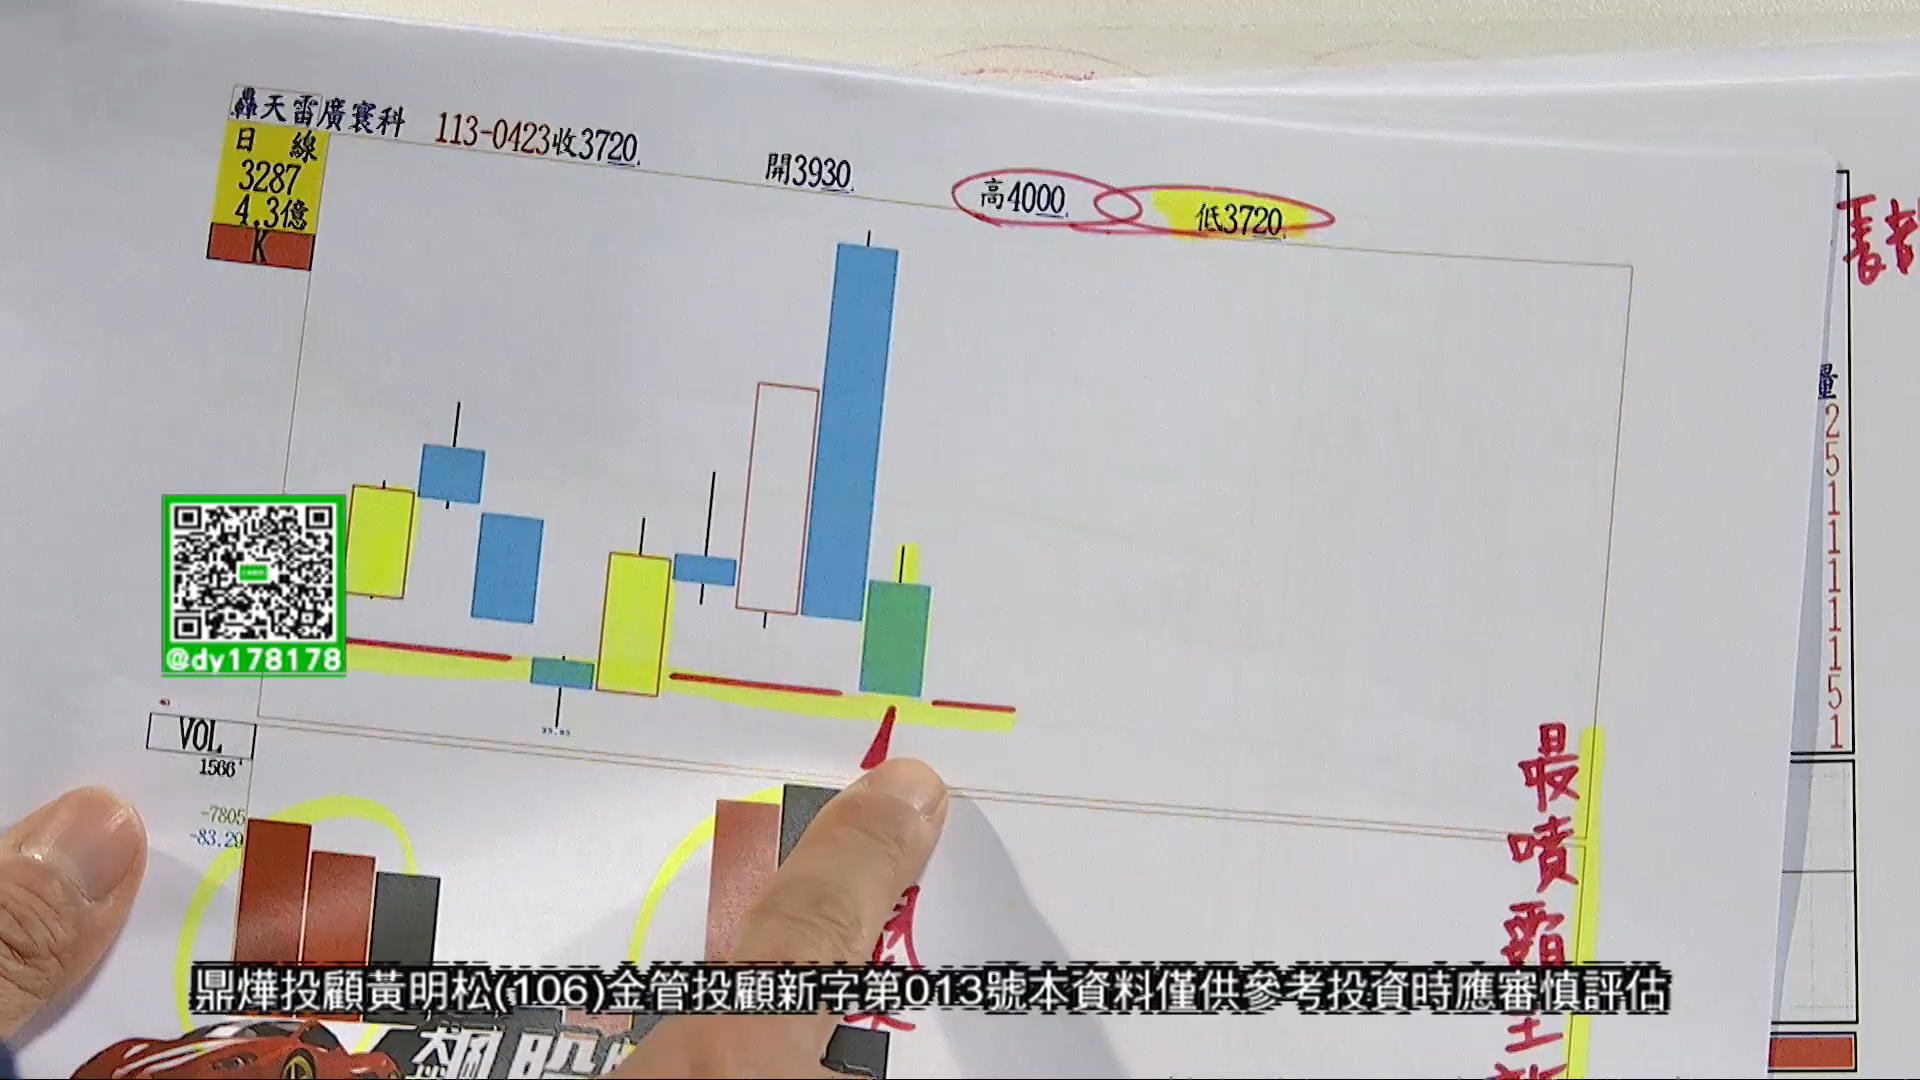 轟天雷廣寰科
113-0423收3720
開3930
高4000
低3720
日線
3287
4.3億
K
@dy178178
VOL
1566
-7805
-83.29
量
2
5
1
1
1
1
1
5
1
最
噴
霸
鼎燁投顧黃明松(106)金管投顧新字第013號本資料僅供參考投資時應審慎評估
飆股